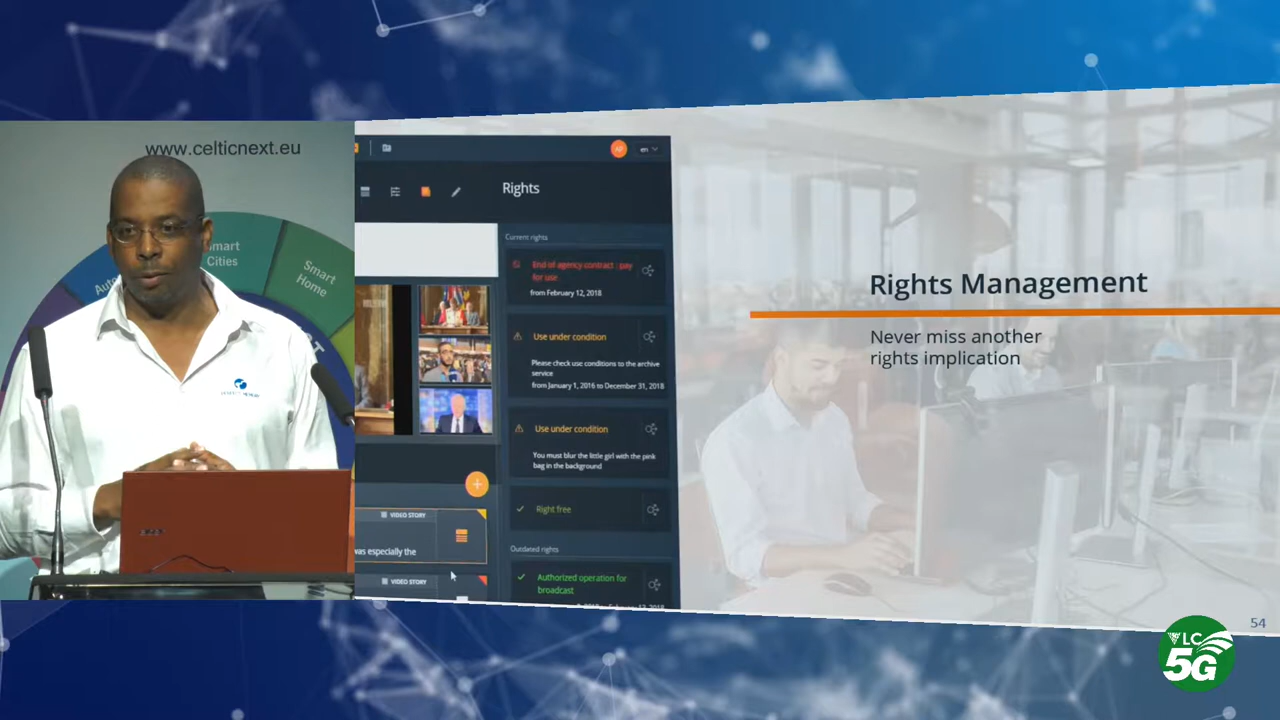 www.celticnext.eu
Smart
Cities
Smart
Home
Rights
en
Current rights
End of agency contract : pay
for use
from February 12, 2018
Use under condition
Please check use conditions to the archive
service
from January 1, 2016 to December 31, 2018
Use under condition
You must blur the little girl with the pink
bag in the background
Right free
Outdated rights
Authorized operation for
broadcast
VIDEO STORY
was especially the
VIDEO STORY
Rights Management
Never miss another
rights implication
54
VLC
5G